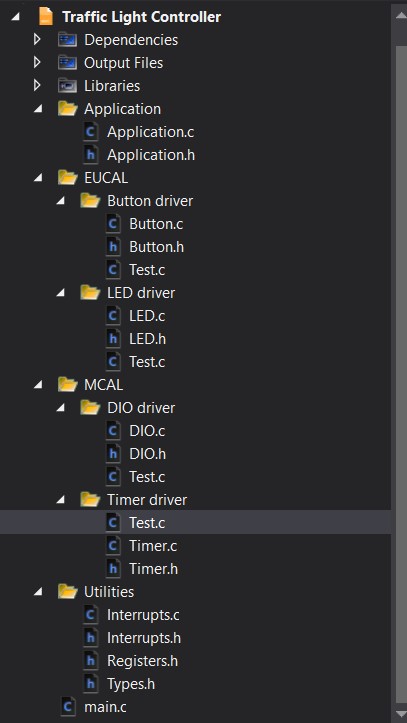 Traffic Light Controller
Dependencies
Output Files
Libraries
Application
Application.c
Application.h
EUCAL
Button driver
Button.c
Button.h
Test.c
LED driver
LED.c
LED.h
Test.c
MCAL
DIO driver
DIO.c
DIO.h
Test.c
Timer driver
Test.c
Timer.c
Timer.h
Utilities
Interrupts.c
Interrupts.h
Registers.h
Types.h
main.c